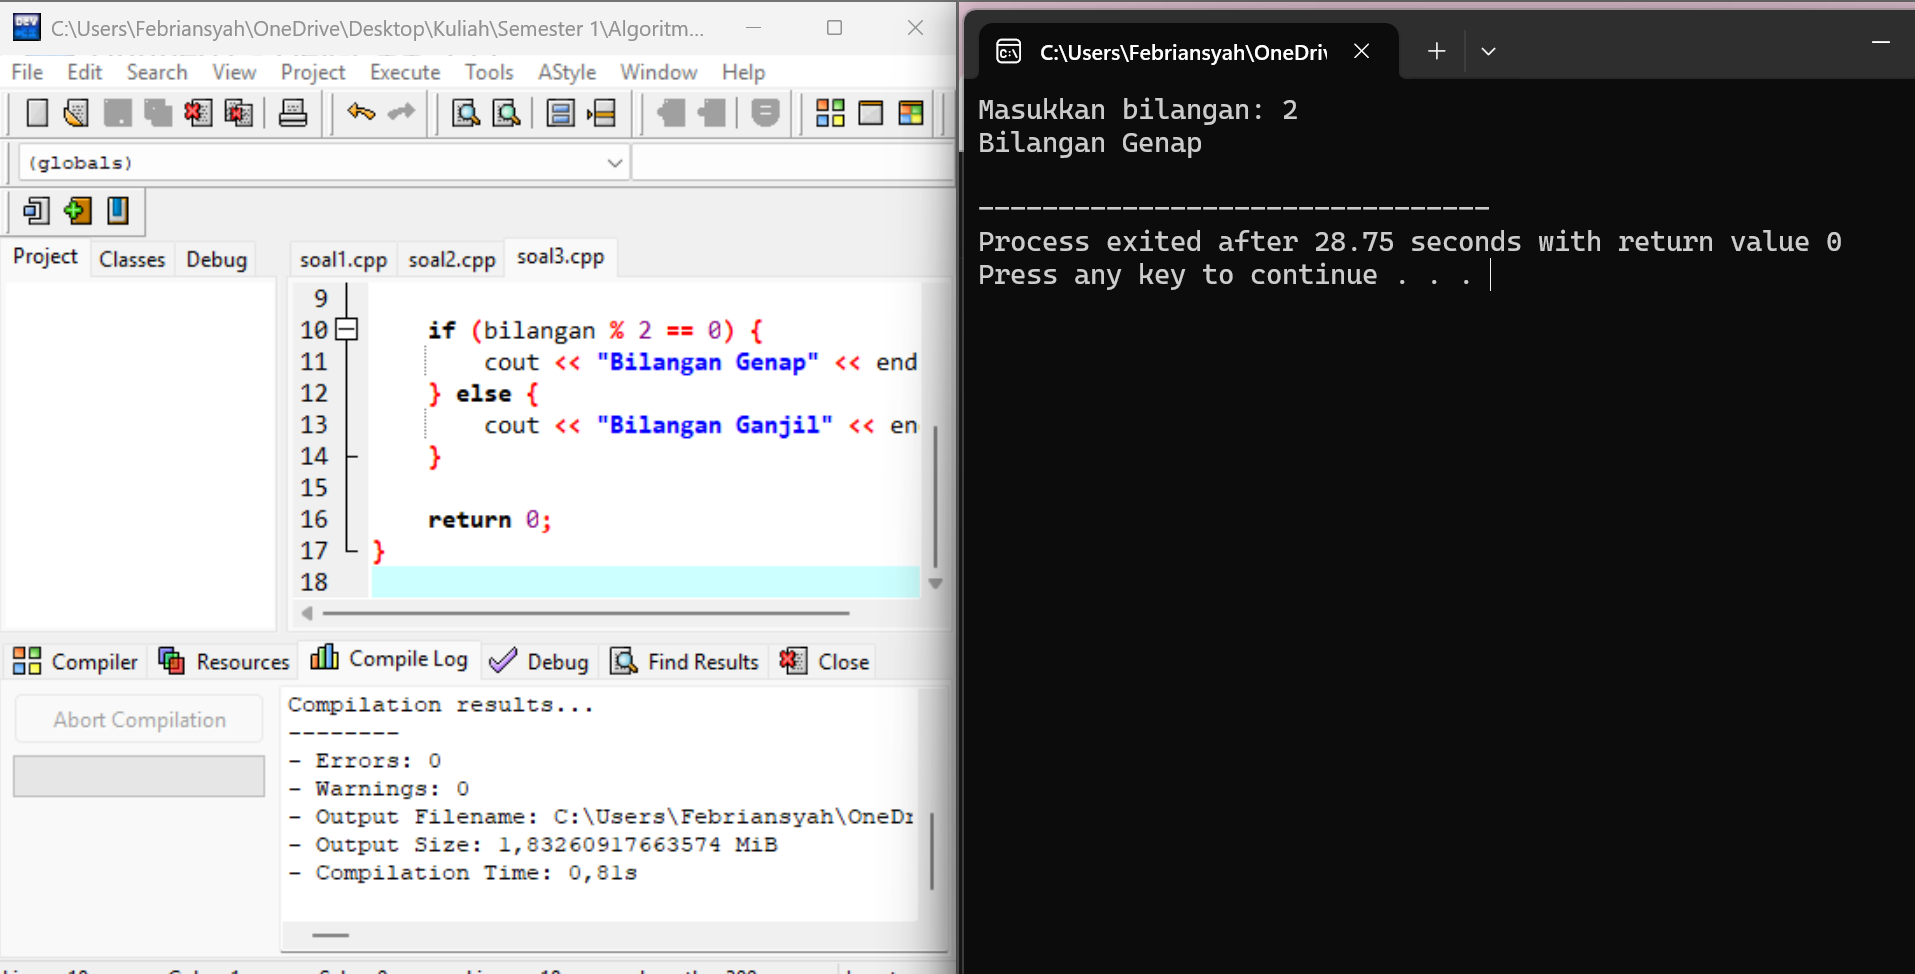 C:\Users\Febriansyah\OneDrive\Desktop\Kuliah\Semester 1\Algoritm...
File Edit Search View Project Execute Tools AStyle Window Help
(globals)
Project Classes Debug
soal1.cpp soal2.cpp soal3.cpp
9
10 if (bilangan % 2 == 0) {
11 cout << "Bilangan Genap" << end
12 } else {
13 cout << "Bilangan Ganjil" << en
14 }
15
16 return 0;
17 }
18
Compiler Resources Compile Log Debug Find Results Close
Abort Compilation
Compilation results...
--------
- Errors: 0
- Warnings: 0
- Output Filename: C:\Users\Febriansyah\OneDr
- Output Size: 1,83260917663574 MiB
- Compilation Time: 0,81s
C:\Users\Febriansyah\OneDriv
Masukkan bilangan: 2
Bilangan Genap
--------------------------------
Process exited after 28.75 seconds with return value 0
Press any key to continue . . .